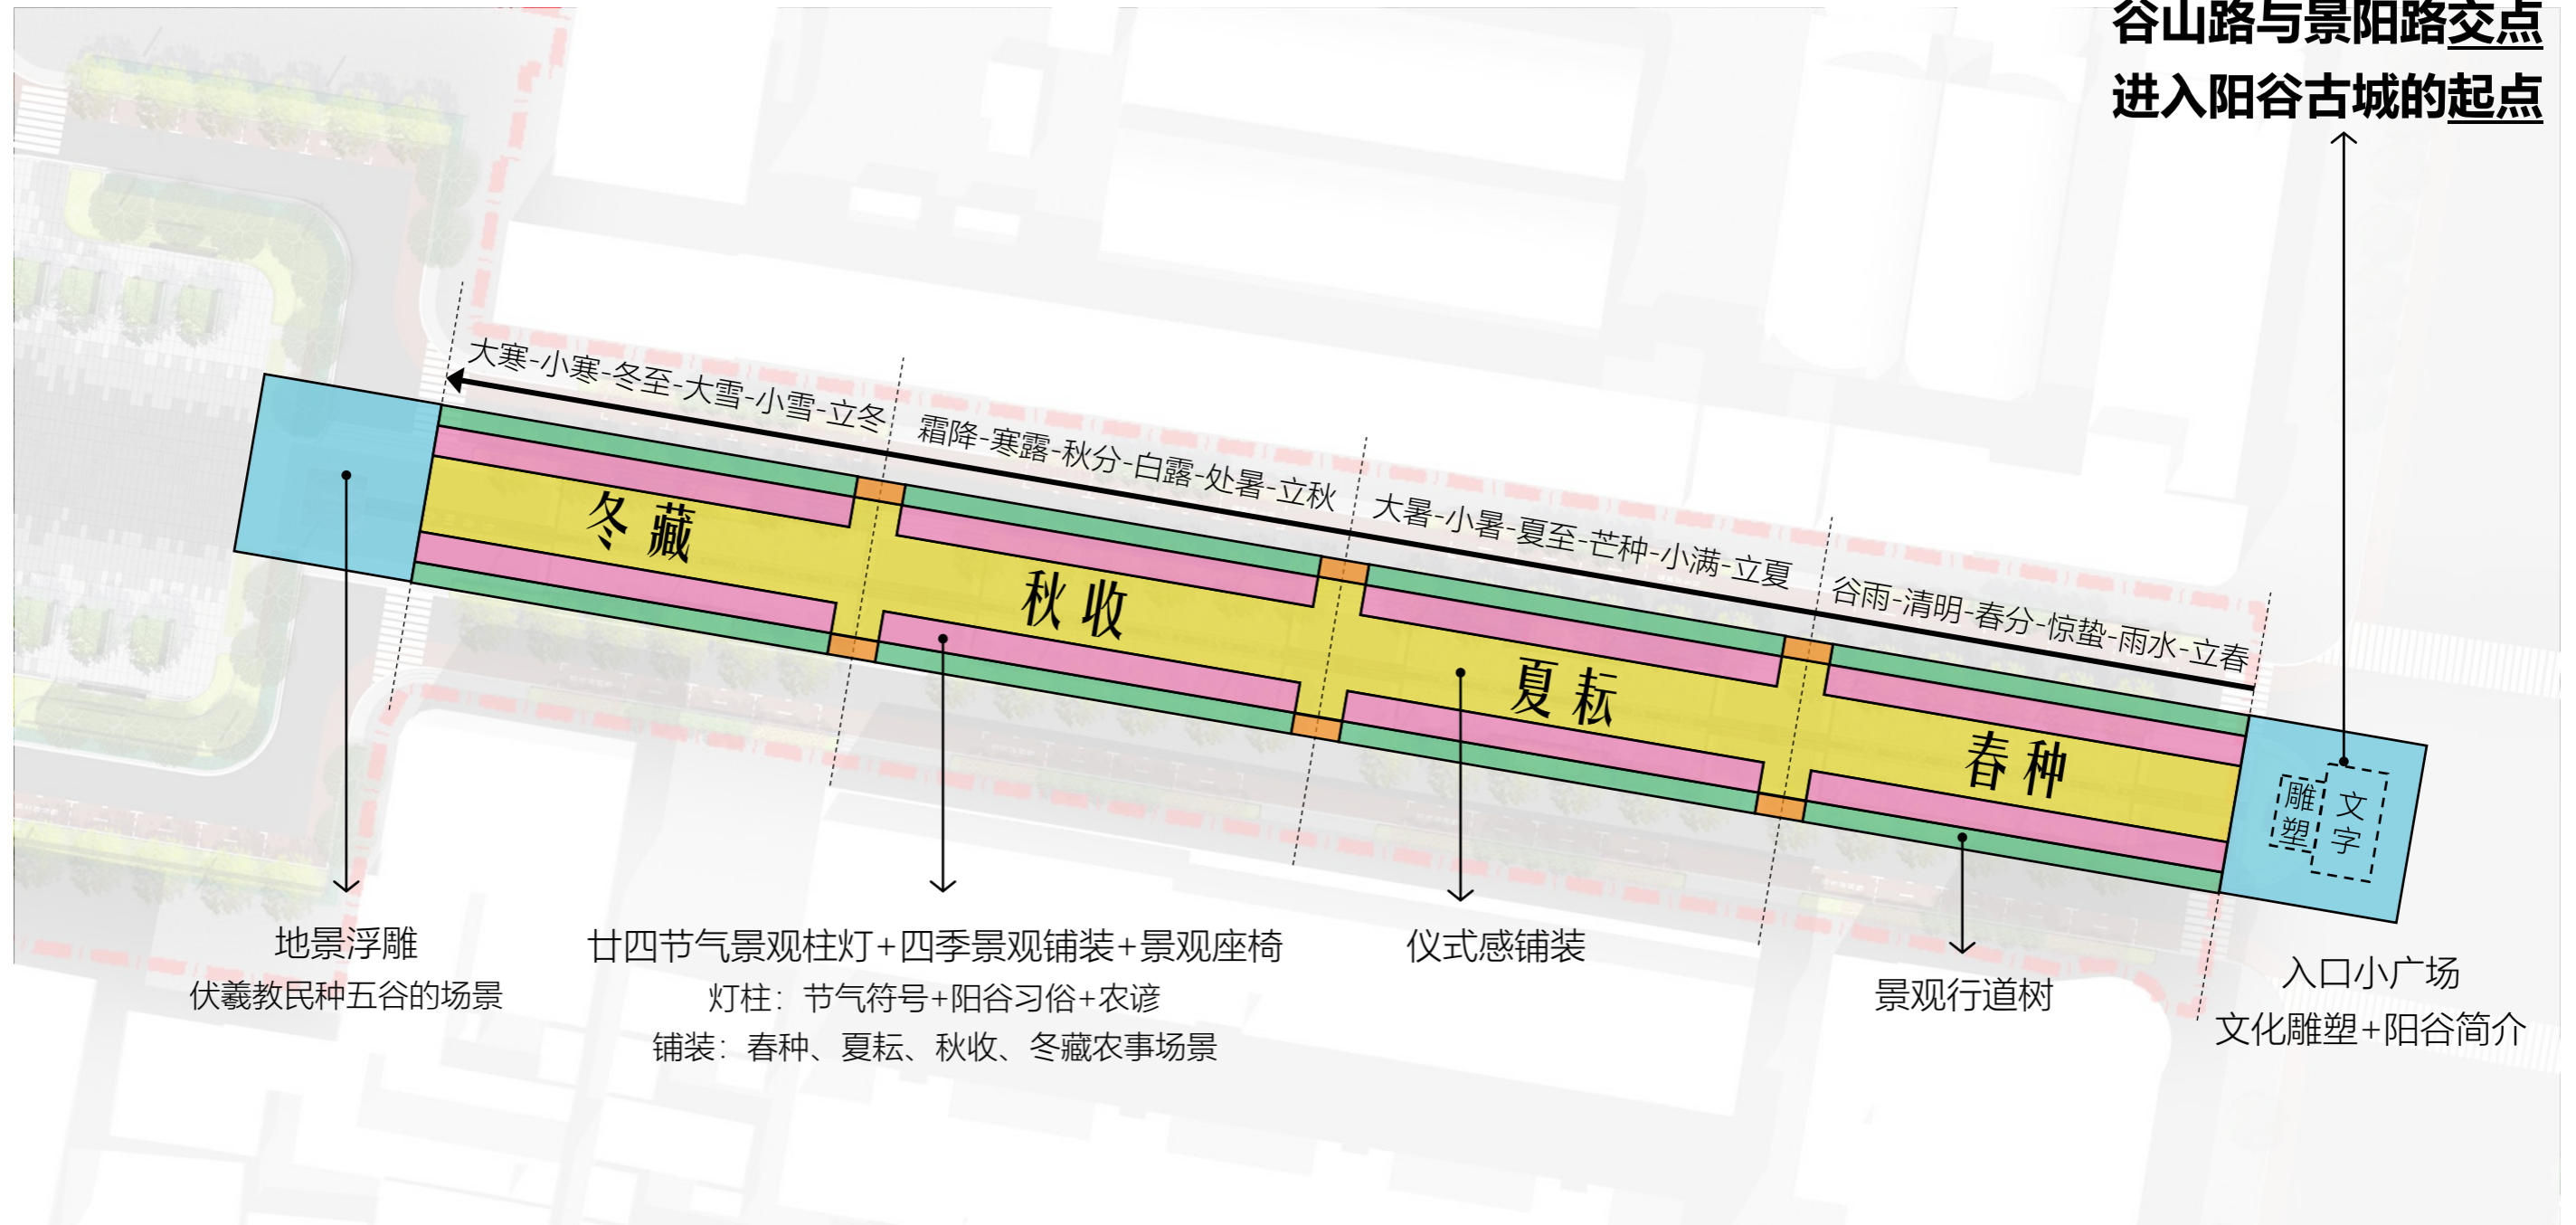 谷山路与景阳路交点
进入阳谷古城的起点
大寒-小寒-冬至-大雪-小雪-立冬
霜降-寒露-秋分-白露-处暑-立秋
大暑-小暑-夏至-芒种-小满-立夏
谷雨-清明-春分-惊蛰-雨水-立春
冬藏
秋收
夏耘
春种
雕塑
文字
地景浮雕
伏羲教民种五谷的场景
廿四节气景观柱灯+四季景观铺装+景观座椅
灯柱：节气符号+阳谷习俗+农谚
铺装：春种、夏耘、秋收、冬藏农事场景
仪式感铺装
景观行道树
入口小广场
文化雕塑+阳谷简介